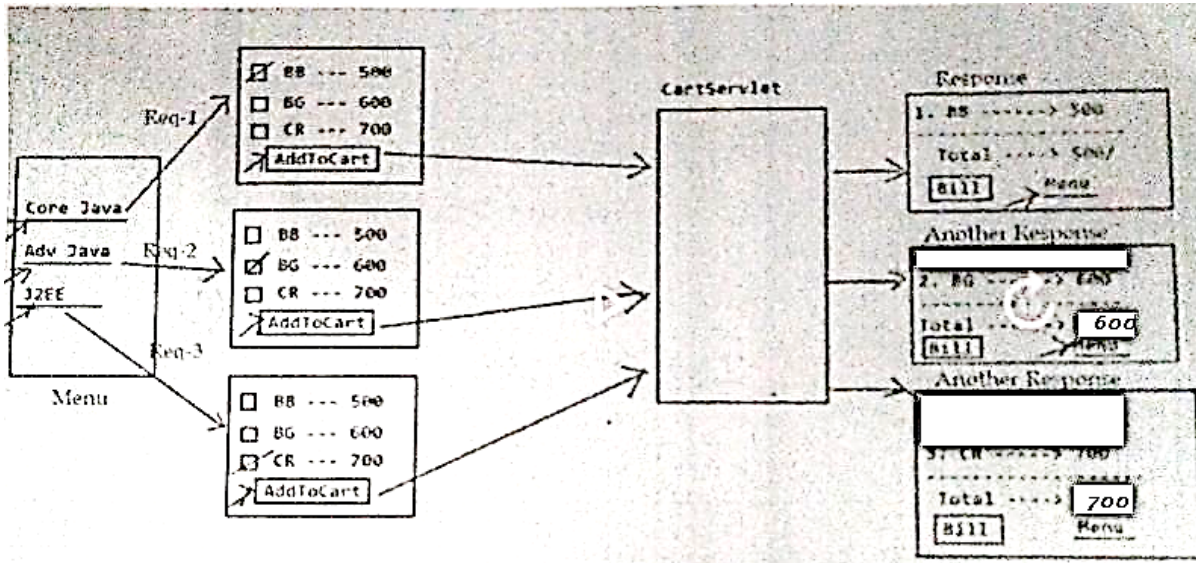 Core Java
Adv Java
J2EE
Menu
Req-1
Req-2
Req-3
BB --- 500
BG --- 600
CR --- 700
AddToCart
BB --- 500
BG --- 600
CR --- 700
AddToCart
BB --- 500
BG --- 600
CR --- 700
AddToCart
CartServlet
Response
1. BB ------> 500
Total ----> 500/
Bill Menu
Another Response
2. BG ------> 600
Total ------> 600
Bill Menu
Another Response
3. CR ------> 700
Total ----> 700
Bill Menu